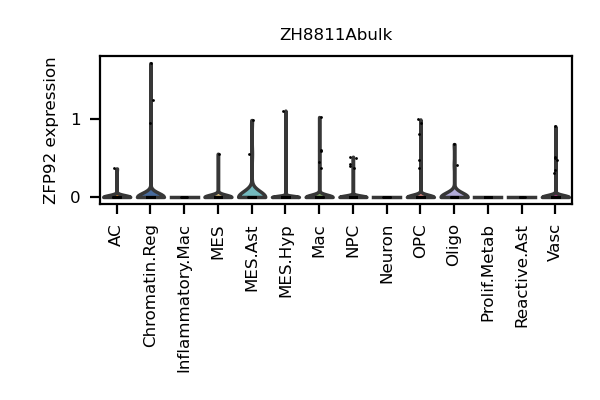 ZH8811Abulk
ZFP92 expression
1
0
AC
Chromatin.Reg
Inflammatory.Mac
MES
MES.Ast
MES.Hyp
Mac
NPC
Neuron
OPC
Oligo
Prolif.Metab
Reactive.Ast
Vasc